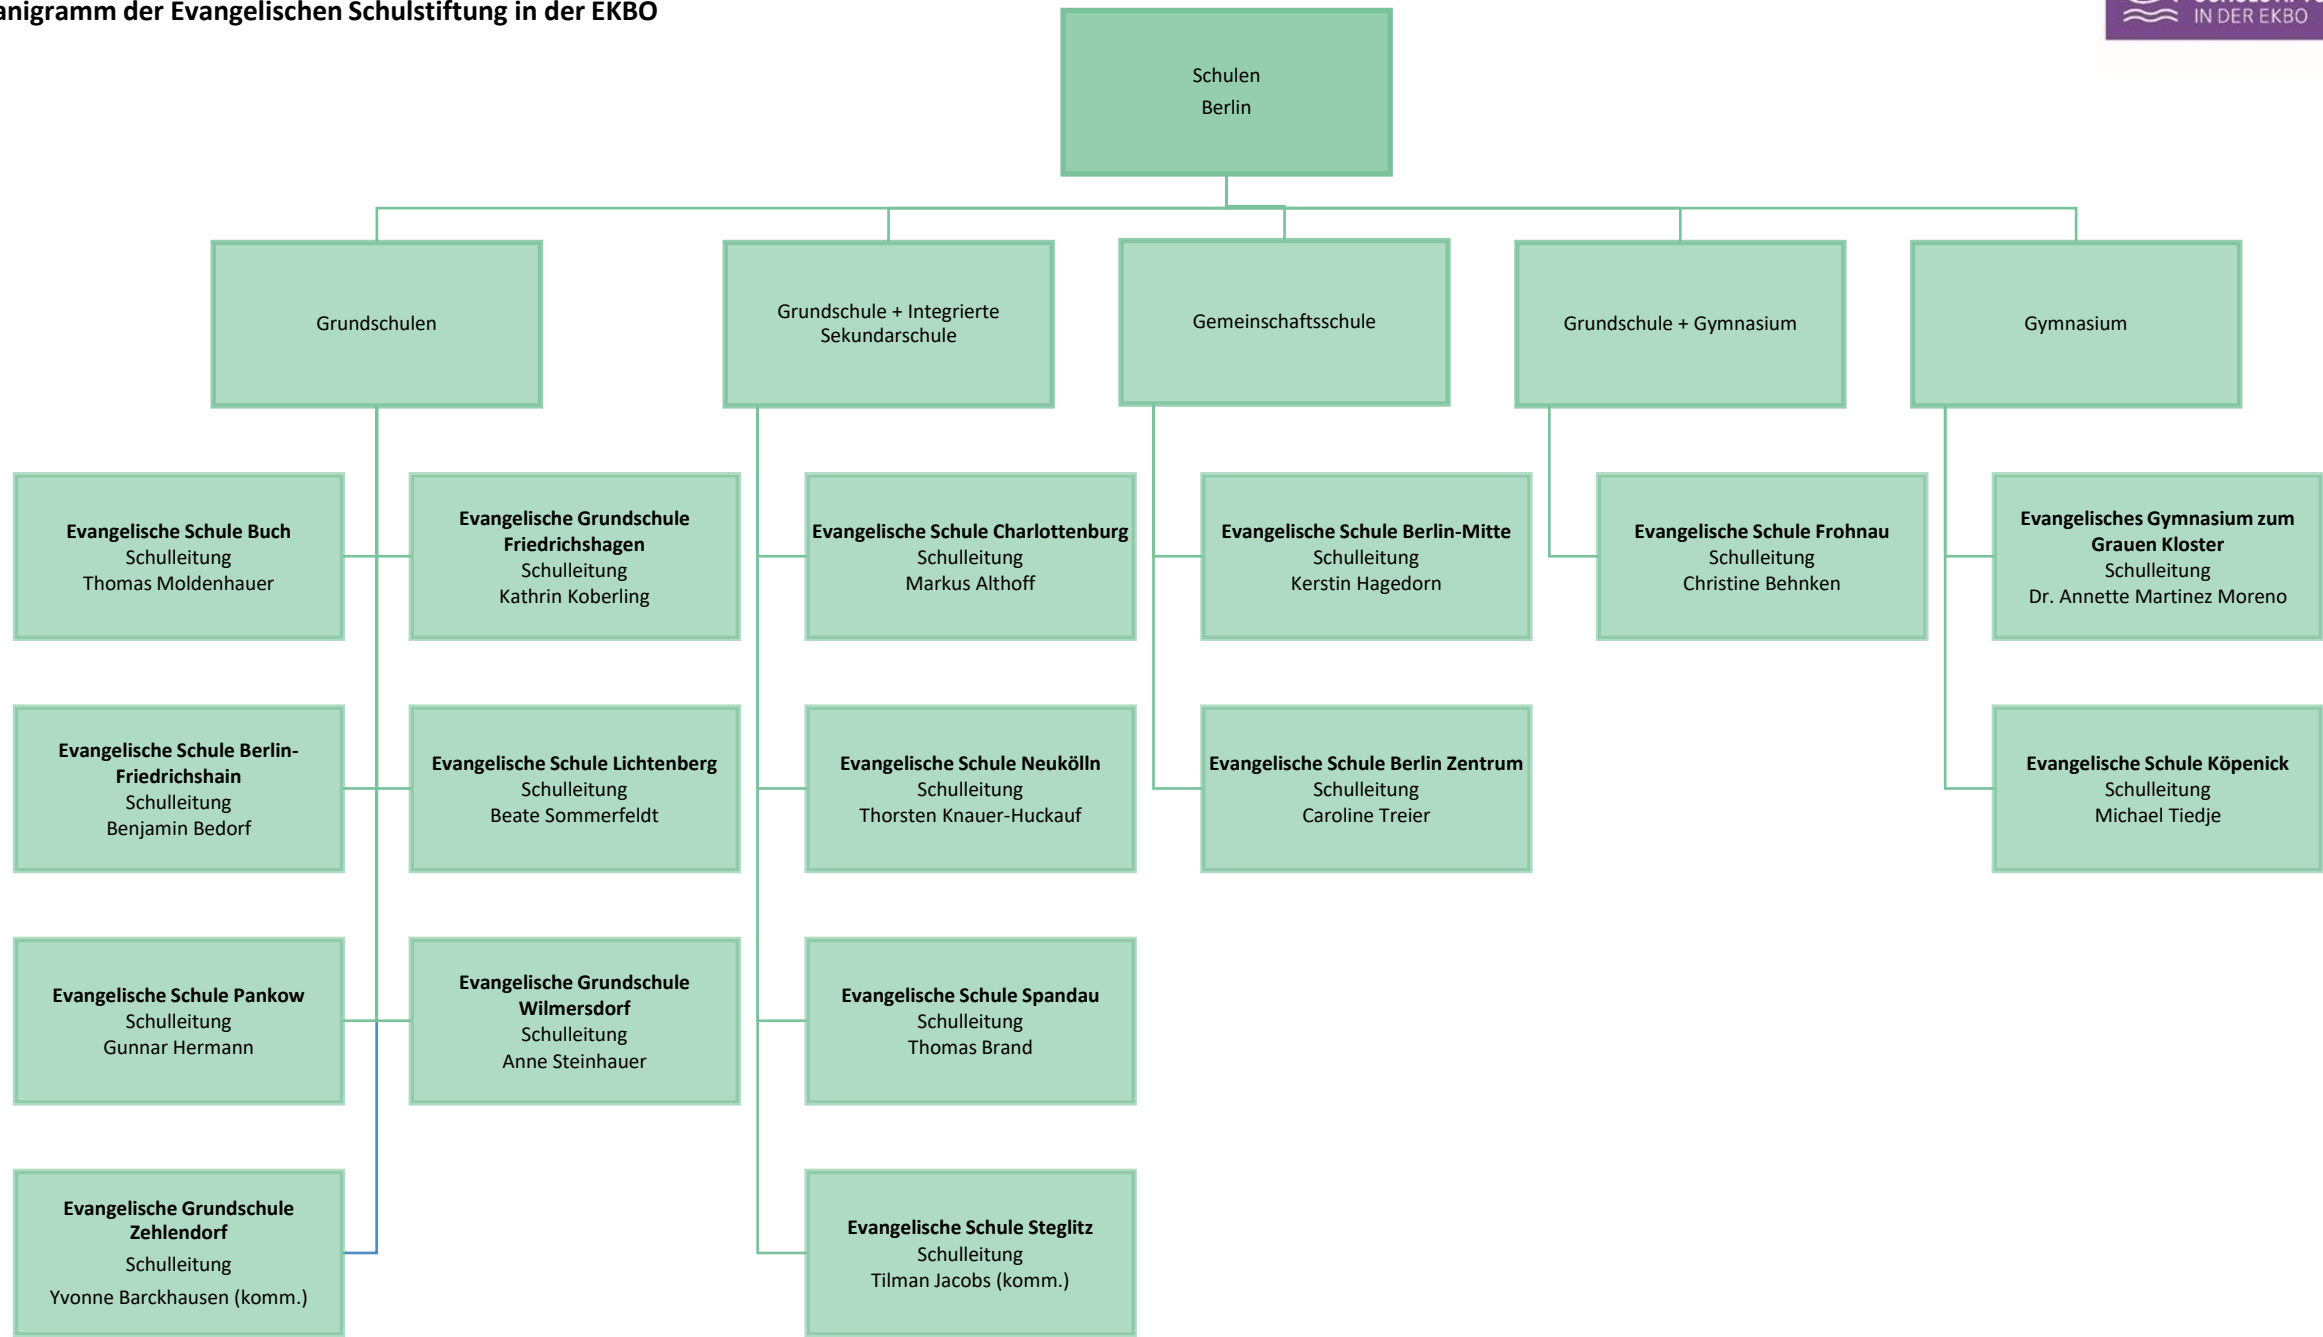 der Evangelischen Schulstiftung in der EKBO
IN DER EKBO
Schulen
Berlin
Grundschulen
Grundschule + Integrierte
Sekundarschule
Gemeinschaftsschule
Grundschule + Gymnasium
Gymnasium
Evangelische Schule Buch
Schulleitung
Thomas Moldenhauer
Evangelische Grundschule
Friedrichshagen
Schulleitung
Kathrin Koberling
Evangelische Schule Charlottenburg
Schulleitung
Markus Althoff
Evangelische Schule Berlin-Mitte
Schulleitung
Kerstin Hagedorn
Evangelische Schule Frohnau
Schulleitung
Christine Behnken
Evangelisches Gymnasium zum
Grauen Kloster
Schulleitung
Dr. Annette Martinez Moreno
Evangelische Schule Berlin-
Friedrichshain
Schulleitung
Benjamin Bedorf
Evangelische Schule Lichtenberg
Schulleitung
Beate Sommerfeldt
Evangelische Schule Neukölln
Schulleitung
Thorsten Knauer-Huckauf
Evangelische Schule Berlin Zentrum
Schulleitung
Caroline Treier
Evangelische Schule Köpenick
Schulleitung
Michael Tiedje
Evangelische Schule Pankow
Schulleitung
Gunnar Hermann
Evangelische Grundschule
Wilmersdorf
Schulleitung
Anne Steinhauer
Evangelische Schule Spandau
Schulleitung
Thomas Brand
Evangelische Grundschule
Zehlendorf
Schulleitung
Yvonne Barckhausen (komm.)
Evangelische Schule Steglitz
Schulleitung
Tilman Jacobs (komm.)